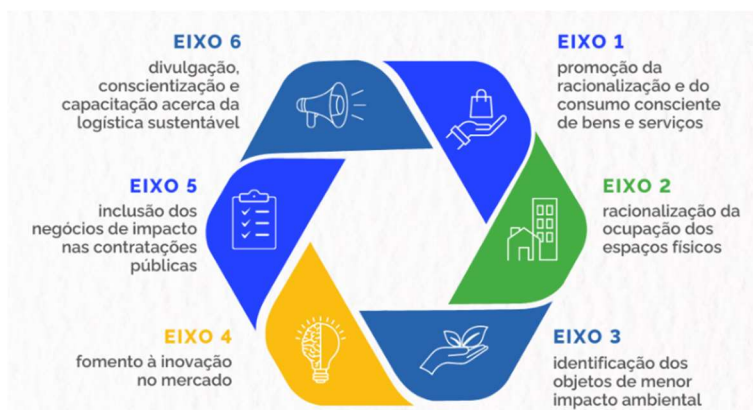 EIXO 1
promoção da
racionalização e do
consumo consciente
de bens e serviços
EIXO 2
racionalização da
ocupação dos
espaços físicos
EIXO 3
identificação dos
objetos de menor
impacto ambiental
EIXO 4
fomento à inovação
no mercado
EIXO 5
inclusão dos
negócios de impacto
nas contratações
públicas
EIXO 6
divulgação,
conscientização e
capacitação acerca da
logística sustentável